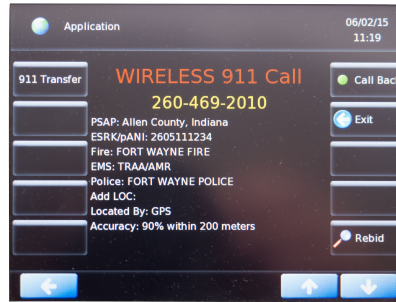 Application
06/02/15
11:19
911 Transfer
WIRELESS 911 Call
Call Back
260-469-2010
PSAP: Allen County, Indiana
Exit
ESRK/pANI: 2605111234
Fire: FORT WAYNE FIRE
EMS: TRAA/AMR
Police: FORT WAYNE POLICE
Add LOC:
Located By: GPS
Accuracy: 90% within 200 meters
Rebid